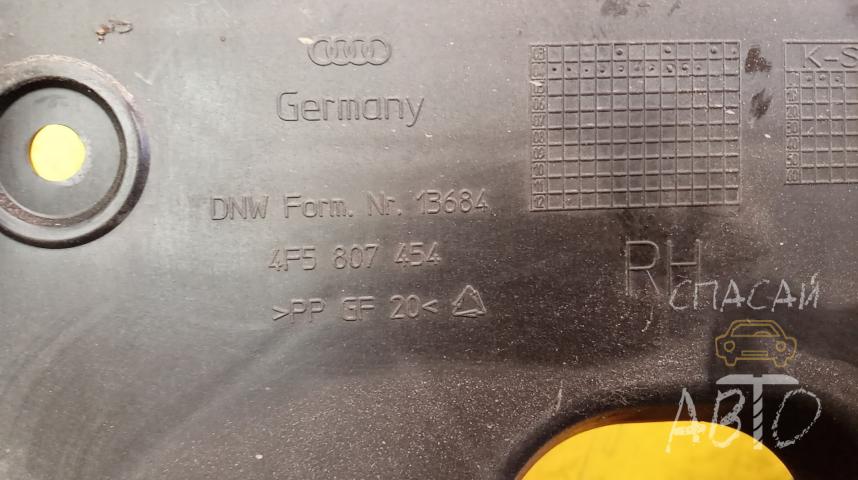 Germany
DNW Form. Nr. 13684
4F5 807 454
>PP GF 20<
RH
K-S
СПАСАЙ
АВТО